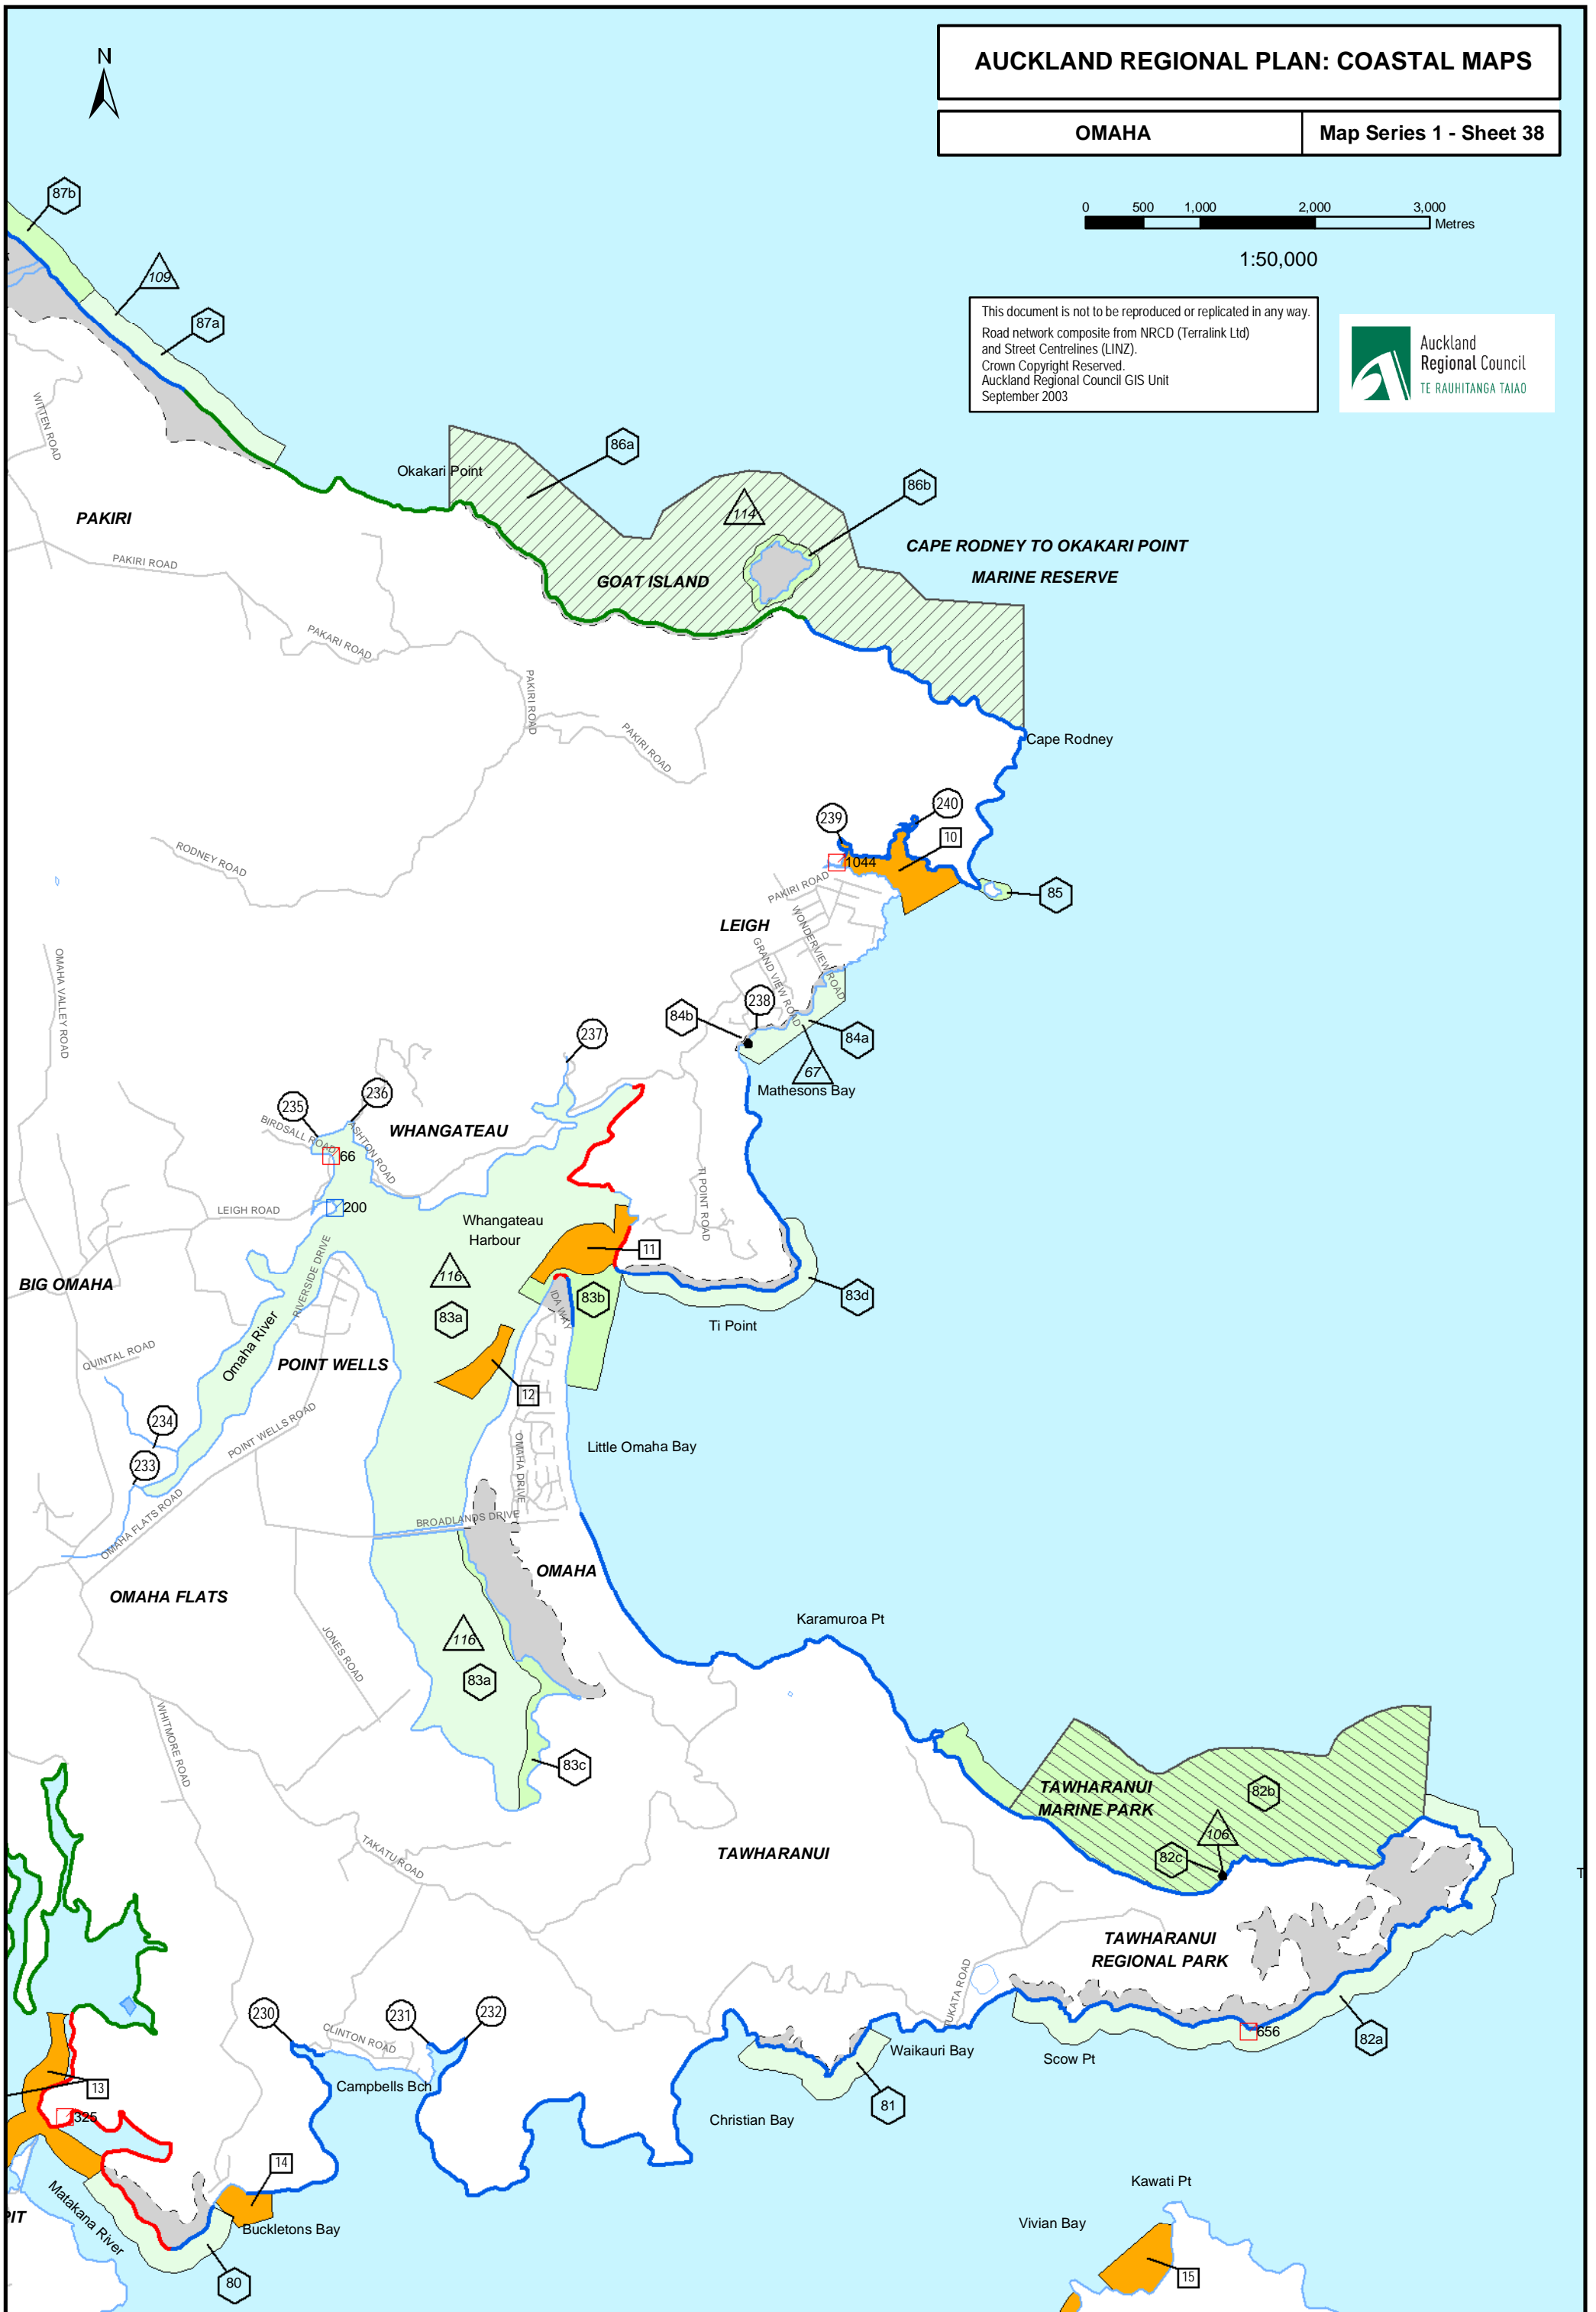 N
AUCKLAND REGIONAL PLAN: COASTAL MAPS
OMAHA
Map Series 1 - Sheet 38
0 500 1,000 2,000 3,000
Metres
1:50,000
This document is not to be reproduced or replicated in any way.
Road network composite from NRCD (Terralink Ltd)
and Street Centrelines (LINZ).
Crown Copyright Reserved.
Auckland Regional Council GIS Unit
September 2003
Auckland
Regional Council
TE RAUHITANGA TAIAO
87b
109
87a
WITTEN ROAD
Okakari Point
86a
86b
114
PAKIRI
PAKIRI ROAD
GOAT ISLAND
CAPE RODNEY TO OKAKARI POINT
MARINE RESERVE
PAKARI ROAD
PAKIRI ROAD
PAKIRI ROAD
Cape Rodney
239
240
10
1044
RODNEY ROAD
PAKIRI ROAD
85
LEIGH
WONDERVIEW ROAD
GRAND VIEW ROAD
OMAHA VALLEY ROAD
238
84b
84a
67
Mathesons Bay
237
236
235
BIRDSALL ROAD
ASHTON ROAD
WHANGATEAU
66
200
LEIGH ROAD
TI POINT ROAD
Whangateau
Harbour
11
116
83a
83b
83d
IDA WAY
Ti Point
BIG OMAHA
RIVERSIDE DRIVE
Omaha River
QUINTAL ROAD
POINT WELLS
12
POINT WELLS ROAD
234
233
Little Omaha Bay
OMAHA DRIVE
OMAHA FLATS ROAD
BROADLANDS DRIVE
OMAHA
OMAHA FLATS
116
83a
JONES ROAD
Karamuroa Pt
WHITMORE ROAD
83c
TAWHARANUI
MARINE PARK
82b
106
82c
TAKATU ROAD
TAWHARANUI
T
TAWHARANUI
REGIONAL PARK
230
231
232
CLINTON ROAD
Campbells Bch
Waikauri Bay
Scow Pt
656
82a
81
Christian Bay
13
325
14
Matakana River
Buckletons Bay
80
PIT
Kawati Pt
Vivian Bay
15